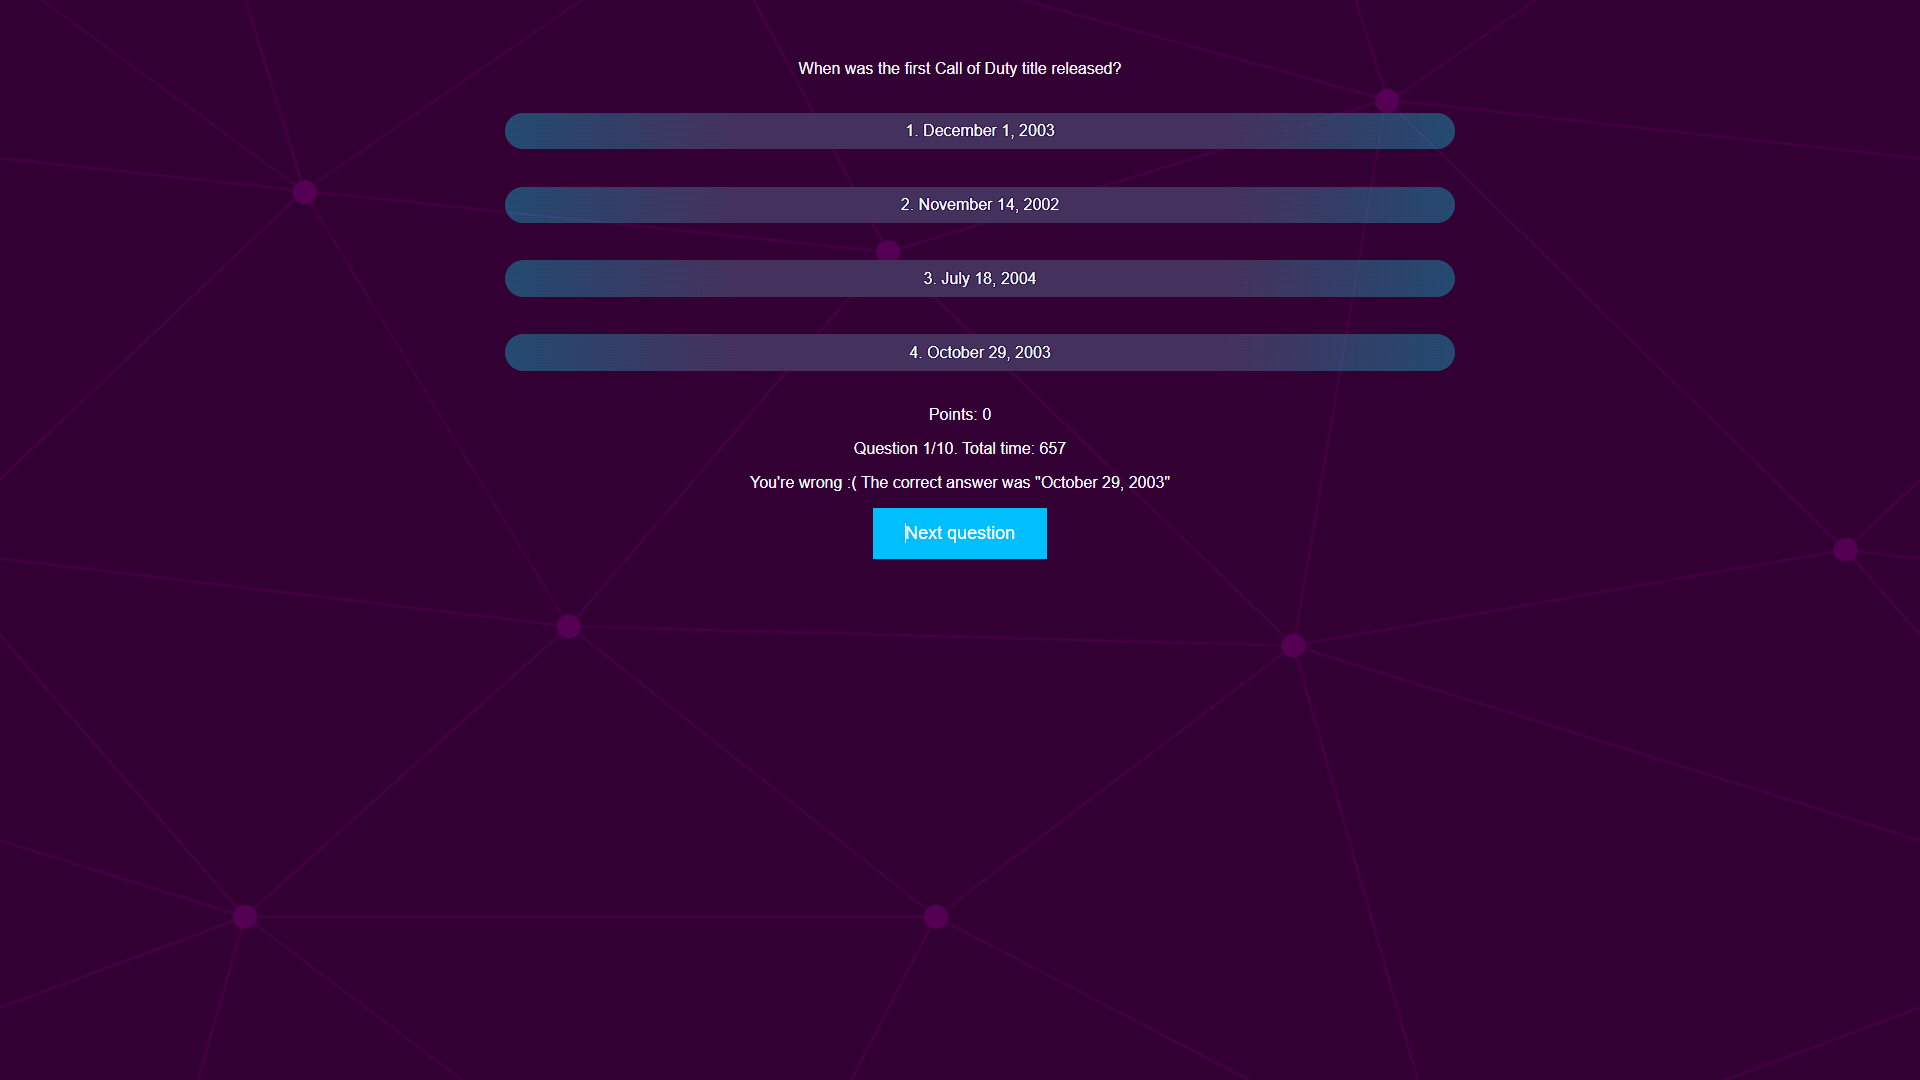 When was the first Call of Duty title released?
1. December 1, 2003
2. November 14, 2002
3. July 18, 2004
4. October 29, 2003
Points: 0
Question 1/10. Total time: 657
You're wrong :( The correct answer was "October 29, 2003"
Next question